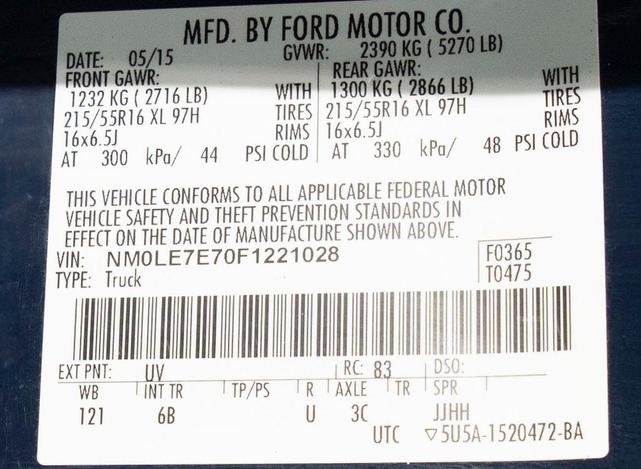 MFD. BY FORD MOTOR CO.
DATE: 05/15 GVWR: 2390 KG ( 5270 LB)
FRONT GAWR: REAR GAWR:
1232 KG ( 2716 LB) WITH 1300 KG ( 2866 LB) WITH
215/55R16 XL 97H TIRES 215/55R16 XL 97H TIRES
16x6.5J RIMS 16x6.5J RIMS
AT 300 kPa/ 44 PSI COLD AT 330 kPa/ 48 PSI COLD
THIS VEHICLE CONFORMS TO ALL APPLICABLE FEDERAL MOTOR
VEHICLE SAFETY AND THEFT PREVENTION STANDARDS IN
EFFECT ON THE DATE OF MANUFACTURE SHOWN ABOVE.
VIN: NM0LE7E70F1221028 F0365
TYPE: Truck T0475
EXT PNT: UV RC: 83 DSO:
WB INT TR TP/PS R AXLE TR SPR
121 6B U 3C JJHH
UTC ▽5U5A-1520472-BA